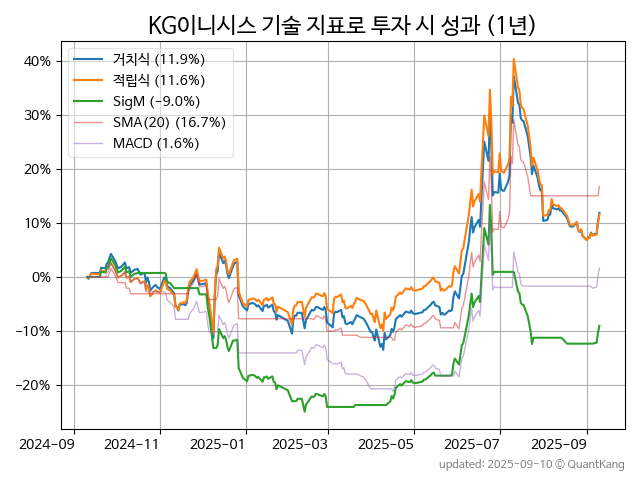 KG이니시스 기술 지표로 투자 시 성과 (1년)
40%
30%
20%
10%
0%
−10%
−20%
거치식 (11.9%)
적립식 (11.6%)
SigM (-9.0%)
SMA(20) (16.7%)
MACD (1.6%)
2024-09
2024-11
2025-01
2025-03
2025-05
2025-07
2025-09
updated: 2025-09-10 © QuantKang